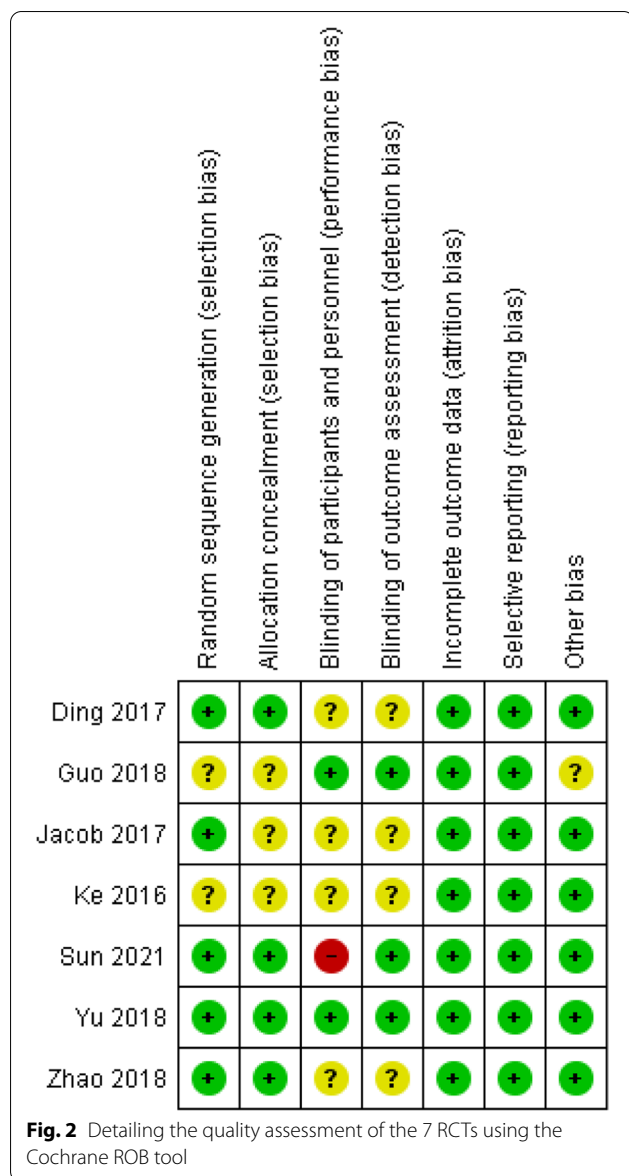 Random sequence generation (selection bias)
Allocation concealment (selection bias)
Blinding of participants and personnel (performance bias)
Blinding of outcome assessment (detection bias)
Incomplete outcome data (attrition bias)
Selective reporting (reporting bias)
Other bias
Ding 2017 + + ? ? + + +
Guo 2018 ? ? + + + + ?
Jacob 2017 + ? ? ? + + +
Ke 2016 ? ? ? ? + + +
Sun 2021 + + - + + + +
Yu 2018 + + + + + + +
Zhao 2018 + + ? ? + + +
Fig. 2 Detailing the quality assessment of the 7 RCTs using the
Cochrane ROB tool